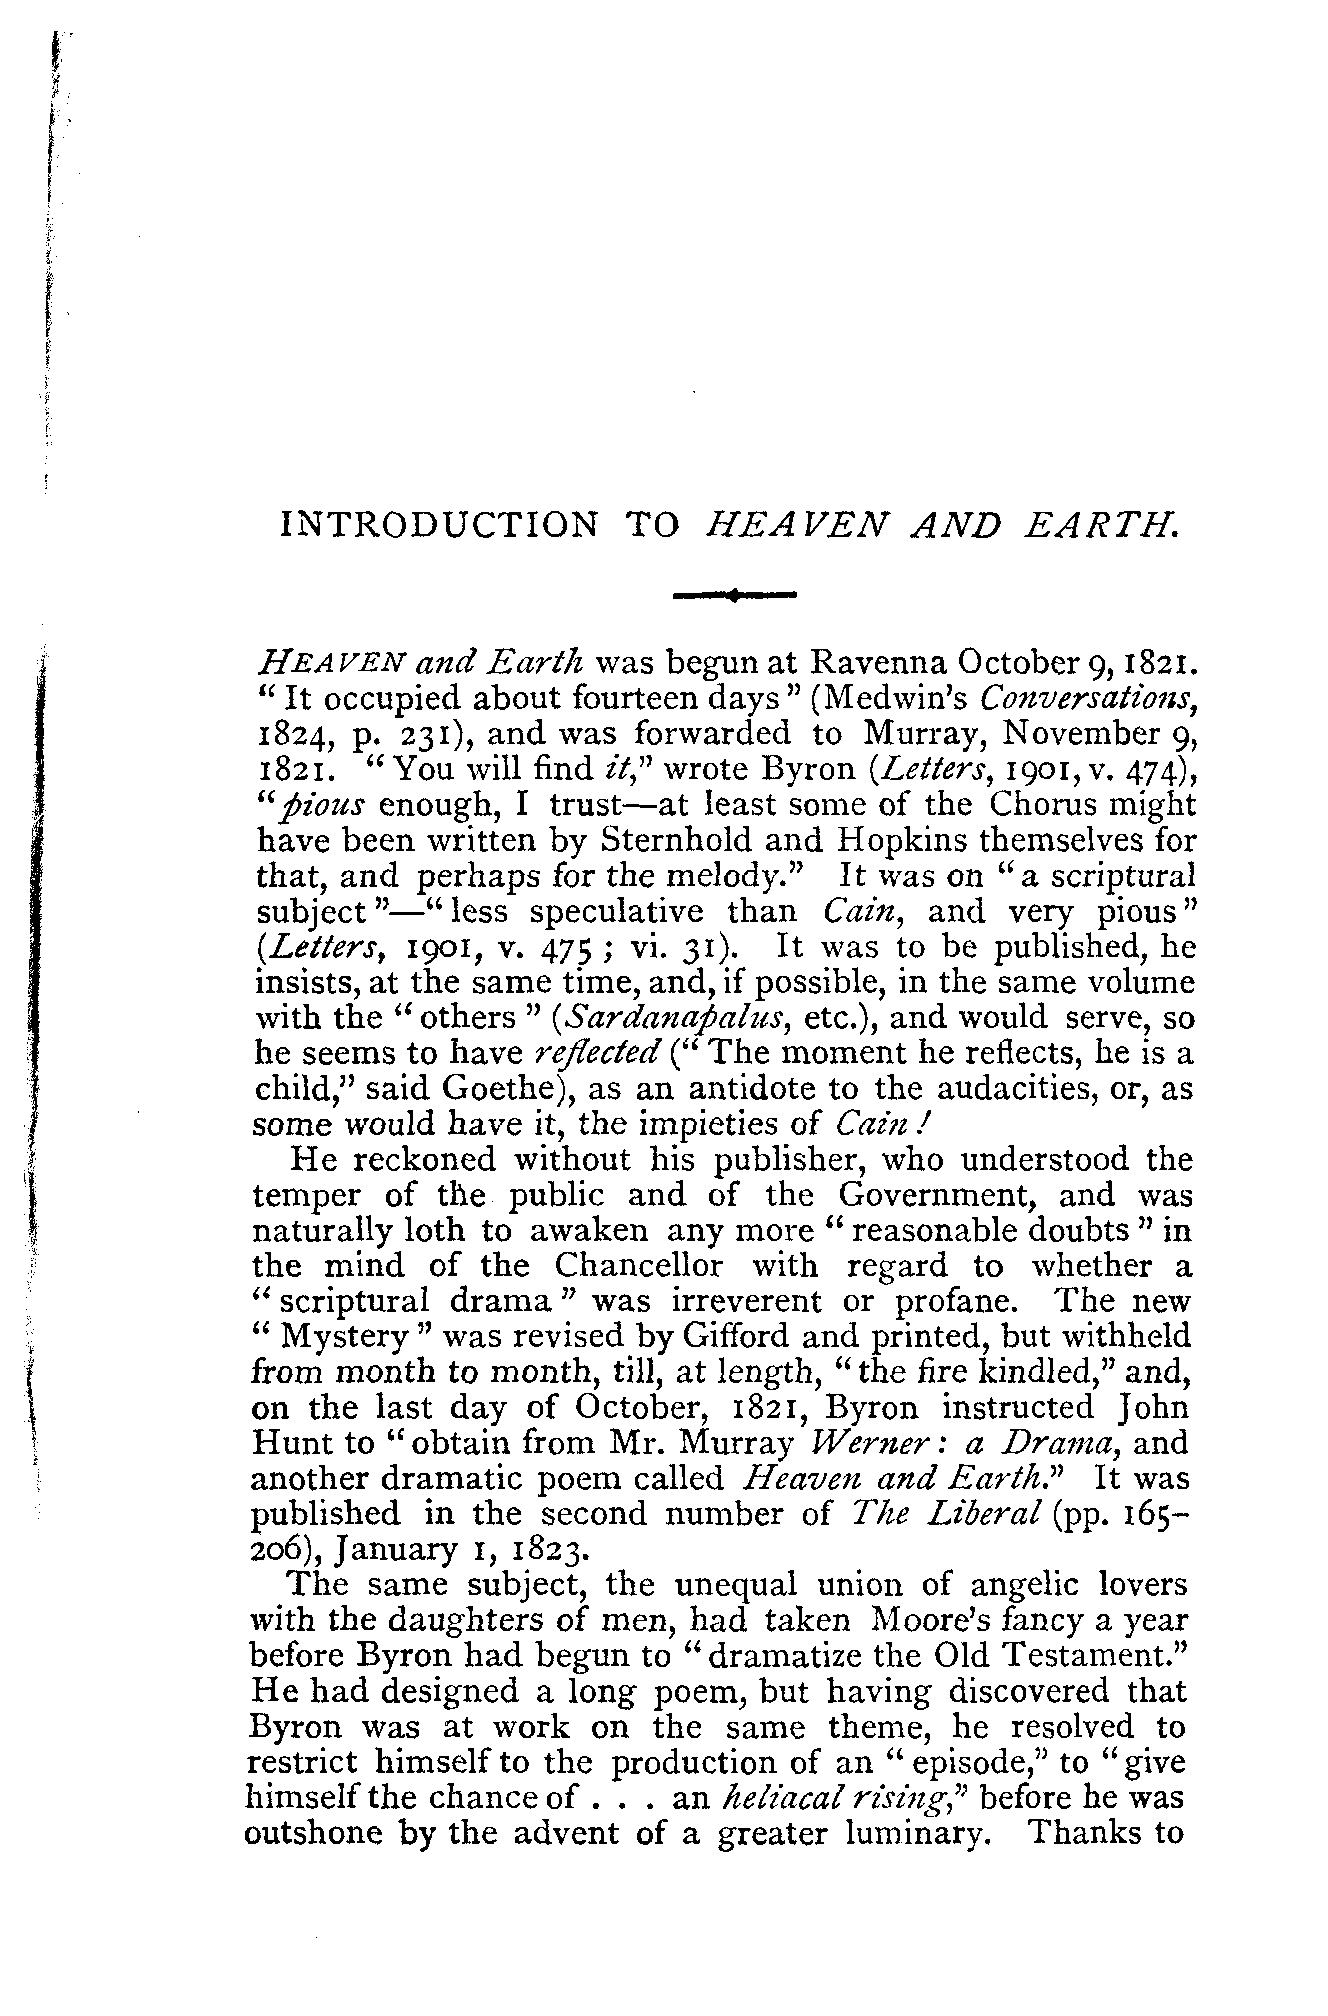 INTRODUCTION TO HEAVEN AND EARTH.
HEAVEN and Earth was begun at Ravenna October 9, 1821.
“ It occupied about fourteen days ” (Medwin’s Conversations,
1824, p. 231), and was forwarded to Murray, November 9,
1821. “ You will find it,” wrote Byron (Letters, 1901, v. 474),
“ pious enough, I trust—at least some of the Chorus might
have been written by Sternhold and Hopkins themselves for
that, and perhaps for the melody.” It was on “ a scriptural
subject ”—“ less speculative than Cain, and very pious ”
(Letters, 1901, v. 475 ; vi. 31). It was to be published, he
insists, at the same time, and, if possible, in the same volume
with the “ others ” (Sardanapalus, etc.), and would serve, so
he seems to have reflected (“ The moment he reflects, he is a
child,” said Goethe), as an antidote to the audacities, or, as
some would have it, the impieties of Cain !
He reckoned without his publisher, who understood the
temper of the public and of the Government, and was
naturally loth to awaken any more “ reasonable doubts ” in
the mind of the Chancellor with regard to whether a
“ scriptural drama ” was irreverent or profane. The new
“ Mystery ” was revised by Gifford and printed, but withheld
from month to month, till, at length, “ the fire kindled,” and,
on the last day of October, 1821, Byron instructed John
Hunt to “ obtain from Mr. Murray Werner : a Drama, and
another dramatic poem called Heaven and Earth.” It was
published in the second number of The Liberal (pp. 165–
206), January 1, 1823.
The same subject, the unequal union of angelic lovers
with the daughters of men, had taken Moore’s fancy a year
before Byron had begun to “ dramatize the Old Testament.”
He had designed a long poem, but having discovered that
Byron was at work on the same theme, he resolved to
restrict himself to the production of an “ episode,” to “ give
himself the chance of . . . an heliacal rising,” before he was
outshone by the advent of a greater luminary. Thanks to